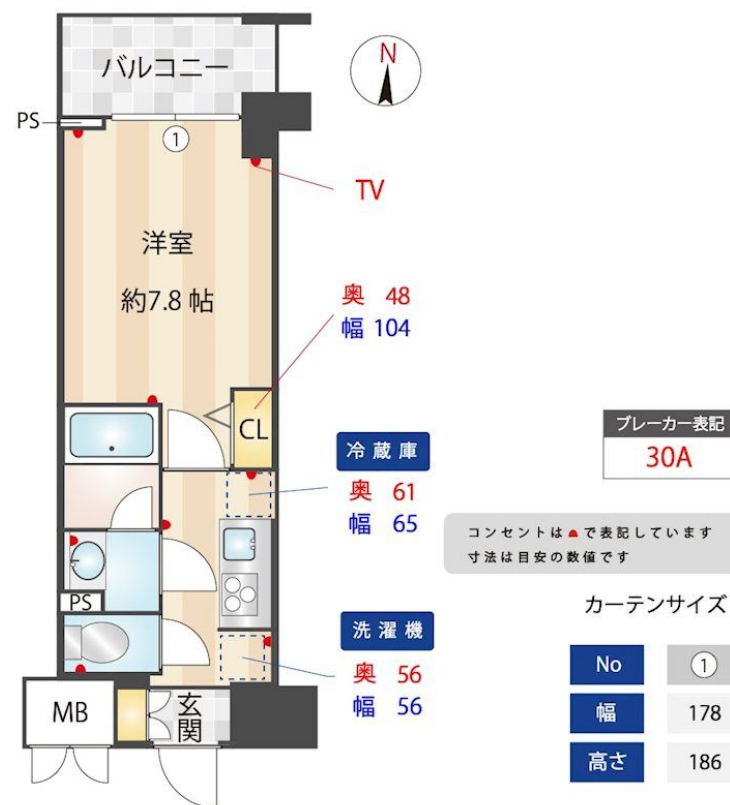 バルコニー
N
PS
①
TV
洋室
約7.8 帖
奥 48
幅 104
CL
ブレーカー表記
30A
冷蔵庫
奥 61
幅 65
コンセントは で表記しています
寸法は目安の数値です
PS
カーテンサイズ
洗濯機
奥 56
幅 56
No ①
幅 178
高さ 186
MB
玄関